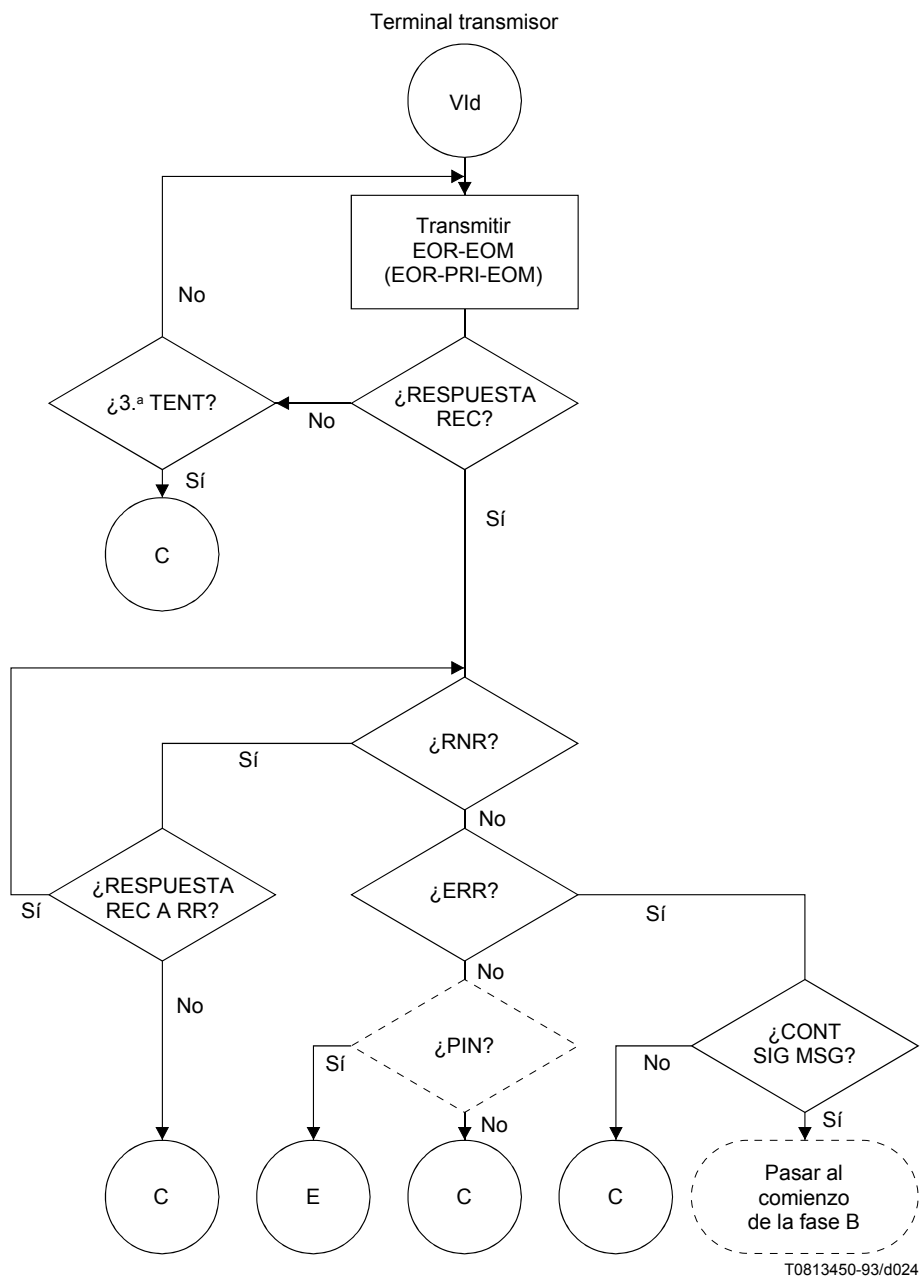 Terminal transmisor
VId
Transmitir
EOR-EOM
(EOR-PRI-EOM)
No
¿3.ª TENT?
No
¿RESPUESTA
REC?
Sí
Sí
C
¿RNR?
Sí
No
¿RESPUESTA
REC A RR?
Sí
¿ERR?
Sí
No
No
¿PIN?
Sí
¿CONT
SIG MSG?
No
No
Sí
C
E
C
C
Pasar al
comienzo
de la fase B
T0813450-93/d024